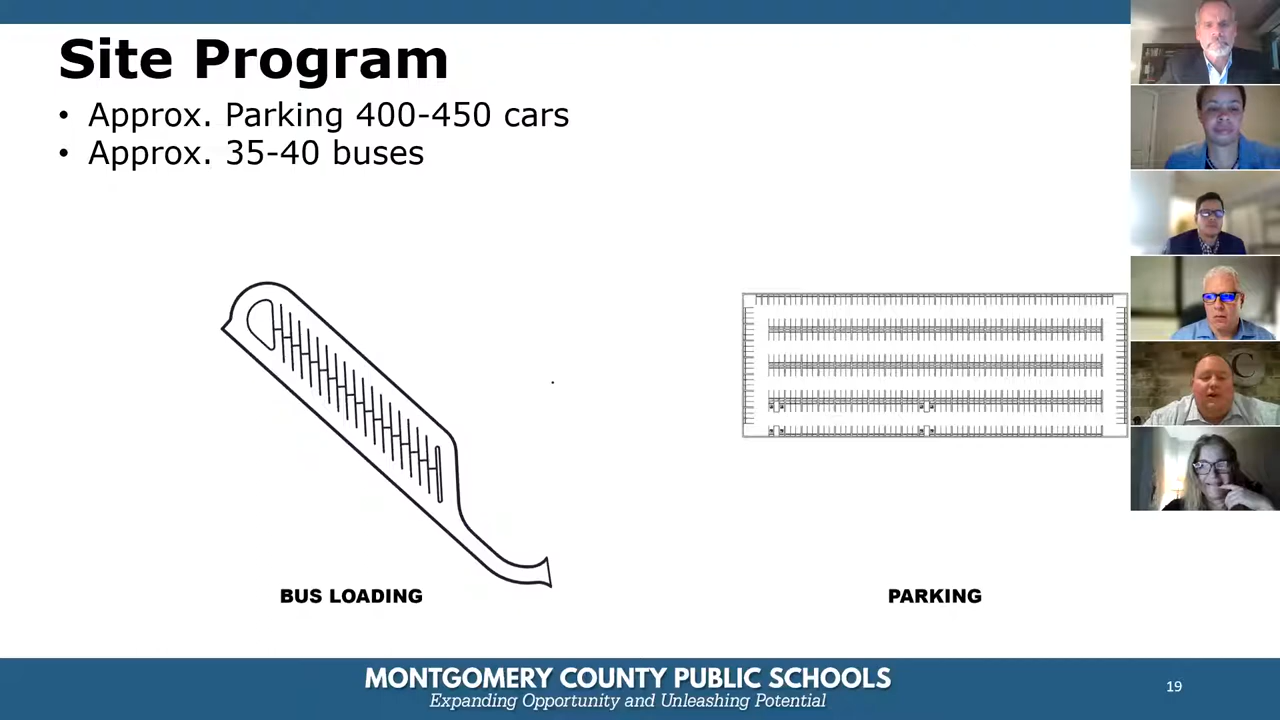 Site Program
• Approx. Parking 400-450 cars
• Approx. 35-40 buses
C
BUS LOADING
PARKING
MONTGOMERY COUNTY PUBLIC SCHOOLS
Expanding Opportunity and Unleashing Potential
19